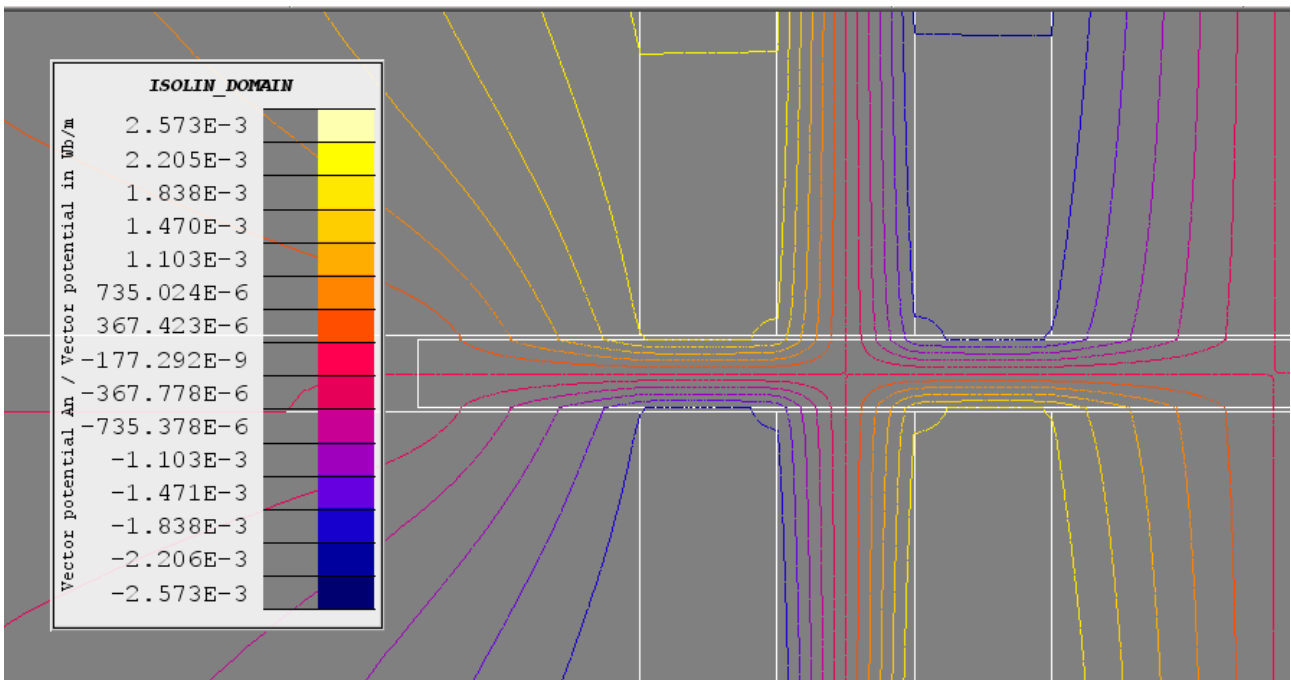 ISOLIN_DOMAIN
Vector potential An / Vector potential in Wb/m
2.573E-3
2.205E-3
1.838E-3
1.470E-3
1.103E-3
735.024E-6
367.423E-6
-177.292E-9
-367.778E-6
-735.378E-6
-1.103E-3
-1.471E-3
-1.838E-3
-2.206E-3
-2.573E-3